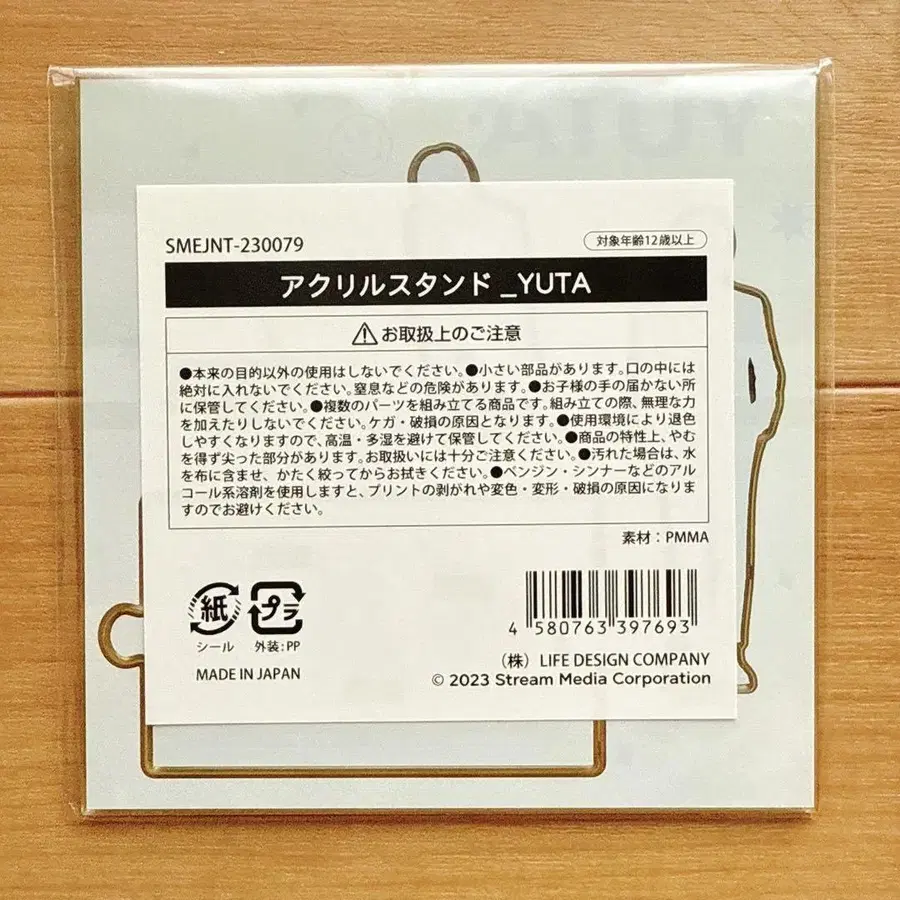 YUTA
SMEJNT-230079
対象年齢12歳以上
アクリルスタンド _YUTA
お取扱上のご注意
●本来の目的以外の使用はしないでください。●小さい部品があります。口の中には
絶対に入れないでください。窒息などの危険があります。●お子様の手の届かない所
に保管してください。●複数のパーツを組み立てる商品です。組み立ての際、無理な力
を加えたりしないでください。ケガ・破損の原因となります。●使用環境により退色
しやすくなりますので、高温・多湿を避けて保管してください。●商品の特性上、やむ
を得ず尖った部分があります。お取扱いには十分ご注意ください。●汚れた場合は、水
を布に含ませ、かたく絞ってからお拭きください。●ベンジン・シンナーなどのアル
コール系溶剤を使用しますと、プリントの剥がれや変色・変形・破損の原因になりま
すのでお避けください。
素材：PMMA
紙 プラ
シール 外装:PP
MADE IN JAPAN
4 580763 397693
（株） LIFE DESIGN COMPANY
© 2023 Stream Media Corporation